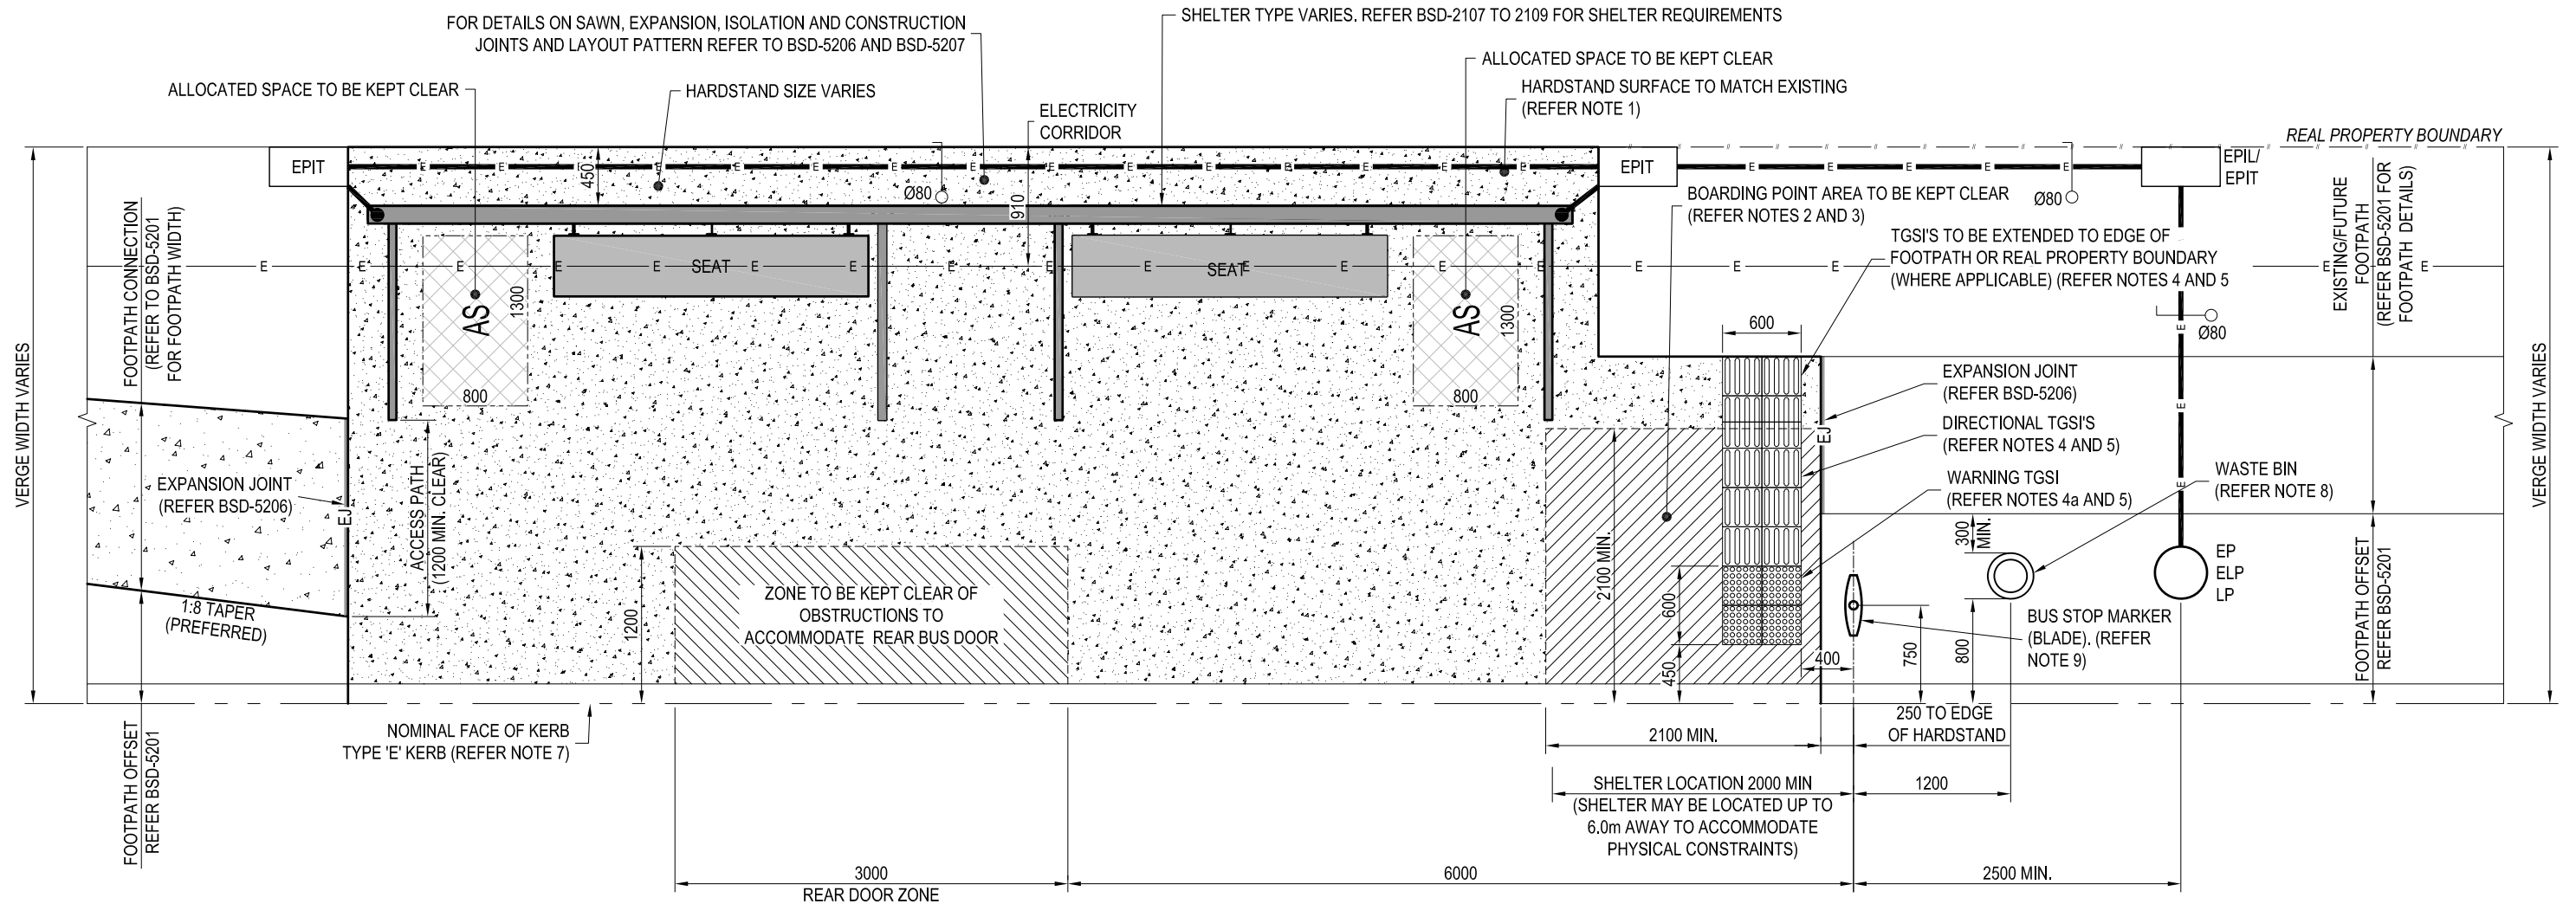 FOR DETAILS ON SAWN, EXPANSION, ISOLATION AND CONSTRUCTION
JOINTS AND LAYOUT PATTERN REFER TO BSD-5206 AND BSD-5207
SHELTER TYPE VARIES. REFER BSD-2107 TO 2109 FOR SHELTER REQUIREMENTS
ALLOCATED SPACE TO BE KEPT CLEAR
HARDSTAND SIZE VARIES
ELECTRICITY
CORRIDOR
ALLOCATED SPACE TO BE KEPT CLEAR
HARDSTAND SURFACE TO MATCH EXISTING
(REFER NOTE 1)
REAL PROPERTY BOUNDARY
EPIT
E E E E E E E E E E E E E E E E
EPIT
E E E E E
EPIL/
EPIT
450
Ø80
910
BOARDING POINT AREA TO BE KEPT CLEAR
(REFER NOTES 2 AND 3)
Ø80
TGSI'S TO BE EXTENDED TO EDGE OF
FOOTPATH OR REAL PROPERTY BOUNDARY
(WHERE APPLICABLE) (REFER NOTES 4 AND 5
EXISTING/FUTURE
FOOTPATH
(REFER BSD-5201 FOR
FOOTPATH DETAILS)
FOOTPATH CONNECTION
(REFER TO BSD-5201
FOR FOOTPATH WIDTH)
E E E E E E E E E E E E E E E E E E E
SEAT
SEAT
AS
1300
800
AS
1300
800
600
E
Ø80
E
E
VERGE WIDTH VARIES
VERGE WIDTH VARIES
EXPANSION JOINT
(REFER BSD-5206)
EJ
DIRECTIONAL TGSI'S
(REFER NOTES 4 AND 5)
WARNING TGSI
(REFER NOTES 4a AND 5)
WASTE BIN
(REFER NOTE 8)
EXPANSION JOINT
(REFER BSD-5206)
EJ
ACCESS PATH
(1200 MIN. CLEAR)
1:8 TAPER
(PREFERRED)
1200
ZONE TO BE KEPT CLEAR OF
OBSTRUCTIONS TO
ACCOMMODATE REAR BUS DOOR
2100 MIN.
600
450
400
300
MIN.
750
800
EP
ELP
LP
BUS STOP MARKER
(BLADE). (REFER
NOTE 9)
FOOTPATH OFFSET
REFER BSD-5201
FOOTPATH OFFSET
REFER BSD-5201
NOMINAL FACE OF KERB
TYPE 'E' KERB (REFER NOTE 7)
2100 MIN.
250 TO EDGE
OF HARDSTAND
SHELTER LOCATION 2000 MIN
(SHELTER MAY BE LOCATED UP TO
6.0m AWAY TO ACCOMMODATE
PHYSICAL CONSTRAINTS)
1200
3000
REAR DOOR ZONE
6000
2500 MIN.